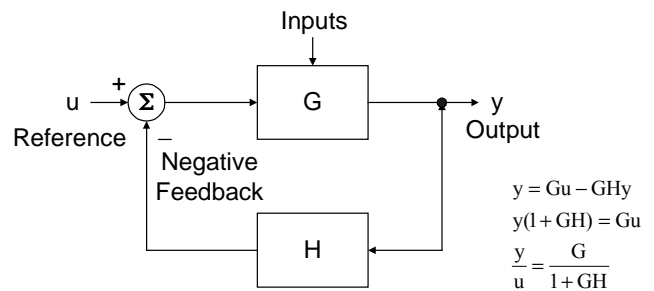 Inputs
+
u
Σ
G
y
Reference
Output
–
Negative
Feedback
H
y = Gu – GHy
y(1 + GH) = Gu
y/u = G/(1 + GH)